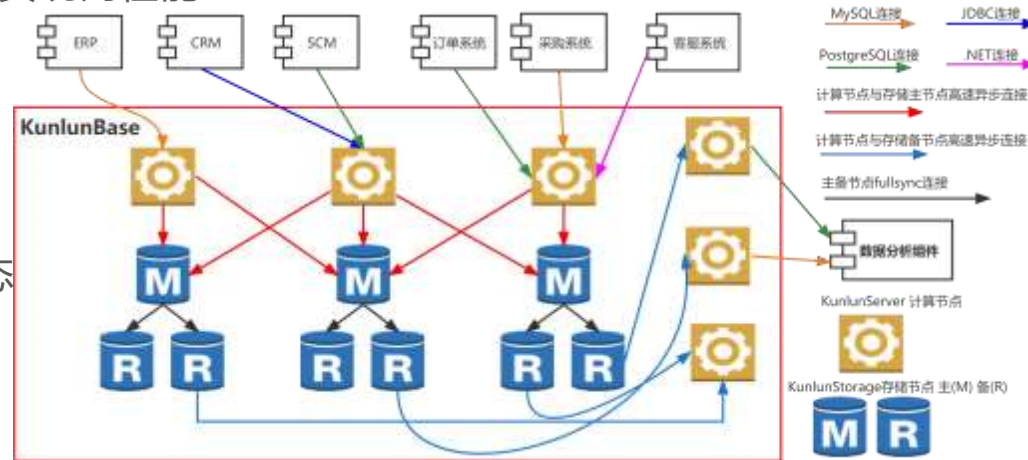 ERP
CRM
SCM
订单系统
采购系统
客服系统
MySQL连接
JDBC连接
PostgreSQL连接
.NET连接
计算节点与存储主节点高速异步连接
计算节点与存储备节点高速异步连接
主备节点fullsync连接
KunlunBase
M
M
M
R
R
R
R
R
R
态
数据分析组件
KunlunServer 计算节点
KunlunStorage存储节点 主(M) 备(R)
M
R